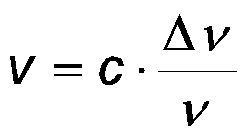 v = c · Δν / ν